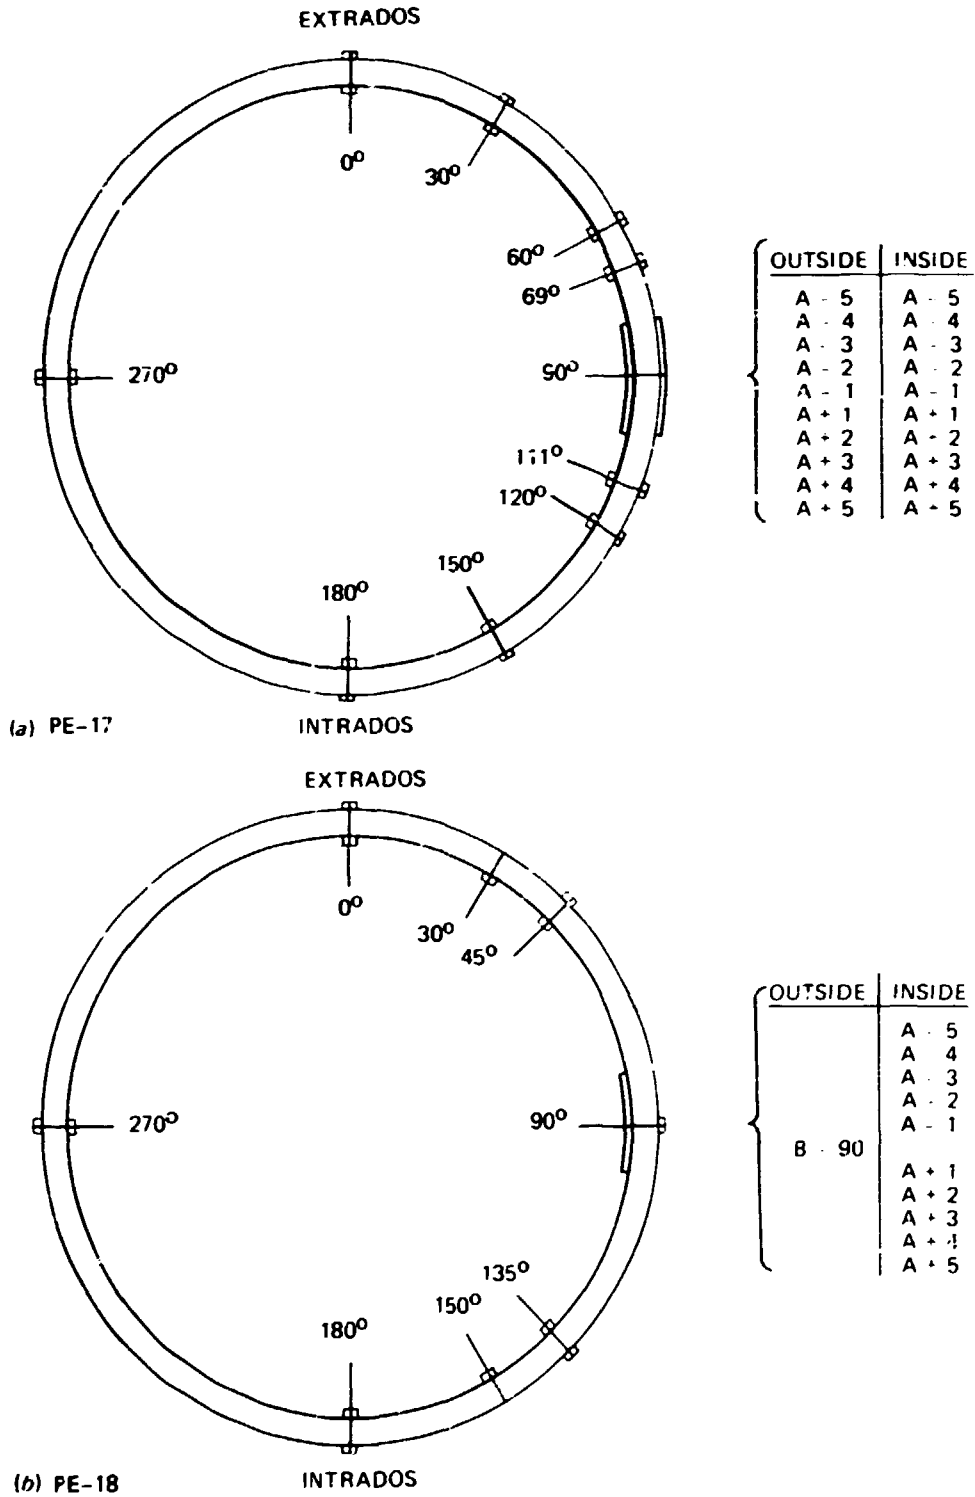 EXTRADOS
0°
30°
60°
69°
90°
111°
120°
150°
180°
270°
OUTSIDE INSIDE
A - 5 A - 5
A - 4 A - 4
A - 3 A - 3
A - 2 A - 2
A - 1 A - 1
A + 1 A + 1
A + 2 A + 2
A + 3 A + 3
A + 4 A + 4
A + 5 A + 5
(a) PE-17
INTRADOS
EXTRADOS
0°
30°
45°
90°
135°
150°
180°
270°
OUTSIDE INSIDE
A - 5
A - 4
A - 3
A - 2
A - 1
B - 90
A + 1
A + 2
A + 3
A + 4
A + 5
(b) PE-18
INTRADOS